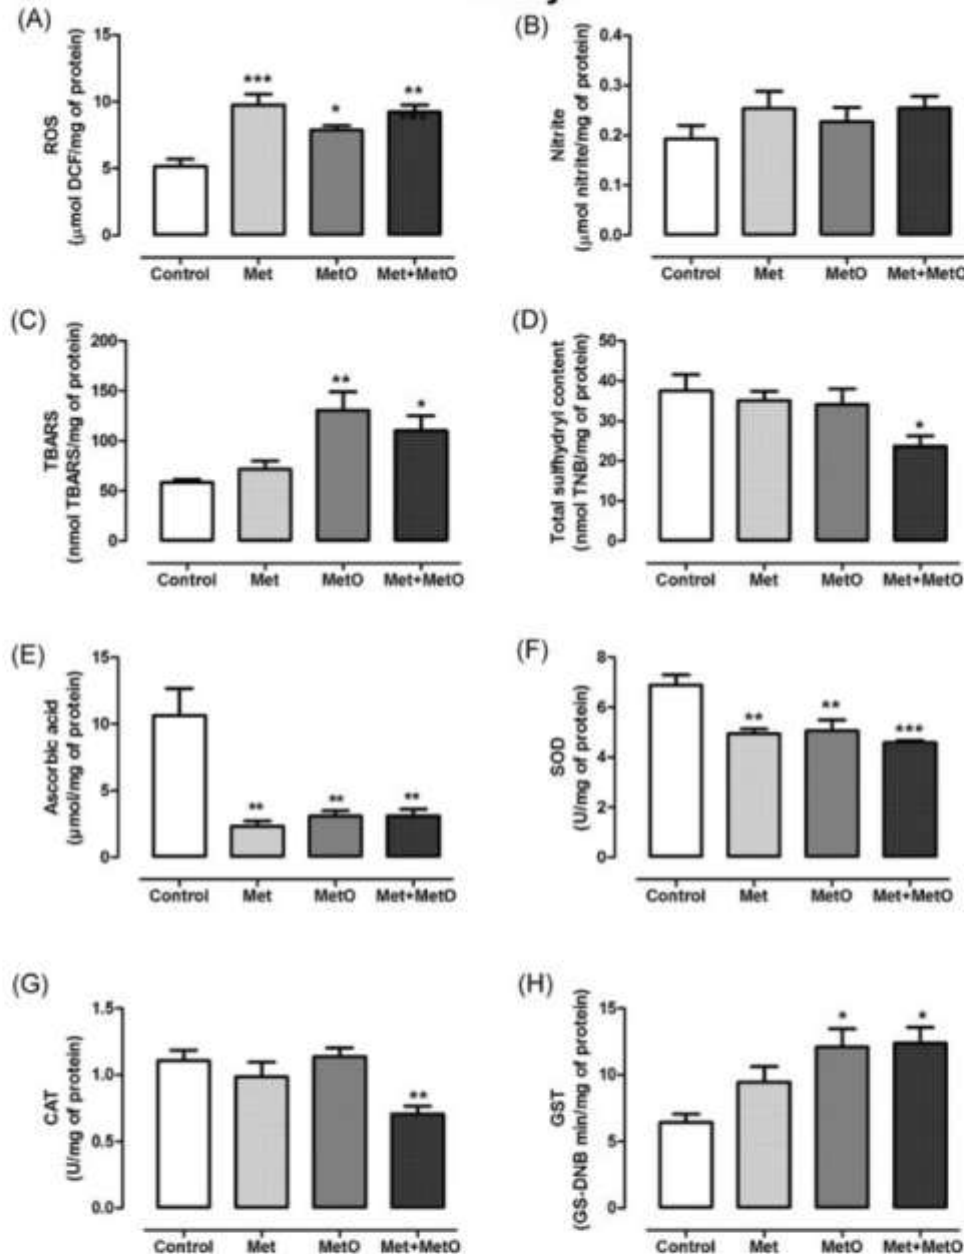 (A)
ROS
(µmol DCF/mg of protein)
15
10
5
0
***
*
**
***
Control Met MetO Met+MetO
(B)
Nitrite
(µmol nitrite/mg of protein)
0.4
0.3
0.2
0.1
0.0
Control Met MetO Met+MetO
(C)
TBARS
(nmol TBARS/mg of protein)
200
150
100
50
0
**
*
Control Met MetO Met+MetO
(D)
Total sulfhydryl content
(nmol TNB/mg of protein)
50
40
30
20
10
0
*
Control Met MetO Met+MetO
(E)
Ascorbic acid
(µmol/mg of protein)
15
10
5
0
**
**
**
Control Met MetO Met+MetO
(F)
SOD
(U/mg of protein)
8
6
4
2
0
**
**
***
Control Met MetO Met+MetO
(G)
CAT
(U/mg of protein)
1.5
1.0
0.5
0.0
**
Control Met MetO Met+MetO
(H)
GST
(GS-DNB min/mg of protein)
15
10
5
0
*
*
Control Met MetO Met+MetO